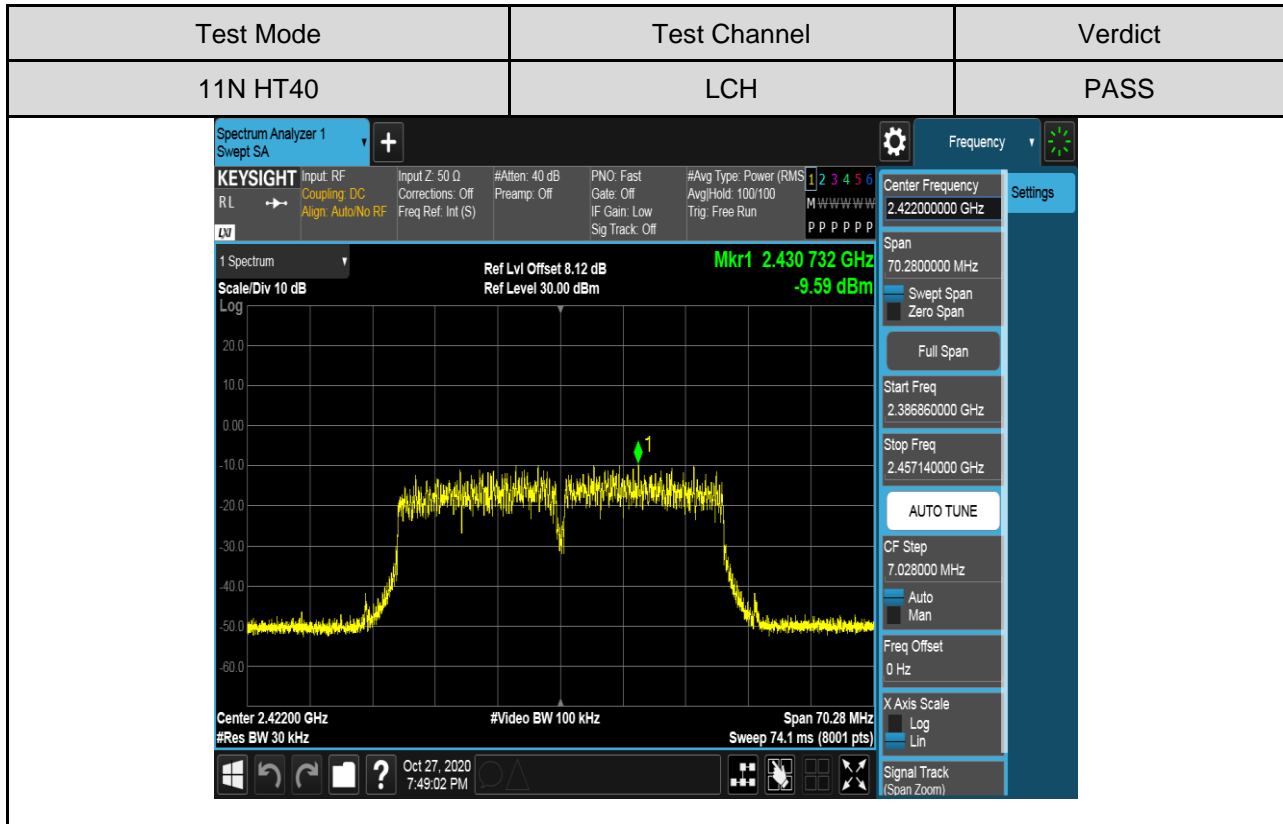 Test Mode Test Channel Verdict
11N HT40 LCH PASS
Spectrum Analyzer 1
Swept SA
+
Frequency
KEYSIGHT Input: RF Input Z: 50 Ω #Atten: 40 dB PNO: Fast #Avg Type: Power (RMS 1 2 3 4 5 6
RL Coupling: DC Corrections: Off Preamp: Off Gate: Off Avg|Hold: 100/100 M W W W W W
Align: Auto/No RF Freq Ref: Int (S) IF Gain: Low Trig: Free Run
LXI Sig Track: Off P P P P P P
1 Spectrum Ref Lvl Offset 8.12 dB Mkr1 2.430 732 GHz
Scale/Div 10 dB Ref Level 30.00 dBm -9.59 dBm
Log
20.0
10.0
0.00
1
-10.0
-20.0
-30.0
-40.0
-50.0
-60.0
Center 2.42200 GHz #Video BW 100 kHz Span 70.28 MHz
#Res BW 30 kHz Sweep 74.1 ms (8001 pts)
?
Oct 27, 2020
7:49:02 PM
Center Frequency
2.422000000 GHz
Settings
Span
70.2800000 MHz
Swept Span
Zero Span
Full Span
Start Freq
2.386860000 GHz
Stop Freq
2.457140000 GHz
AUTO TUNE
CF Step
7.028000 MHz
Auto
Man
Freq Offset
0 Hz
X Axis Scale
Log
Lin
Signal Track
(Span Zoom)